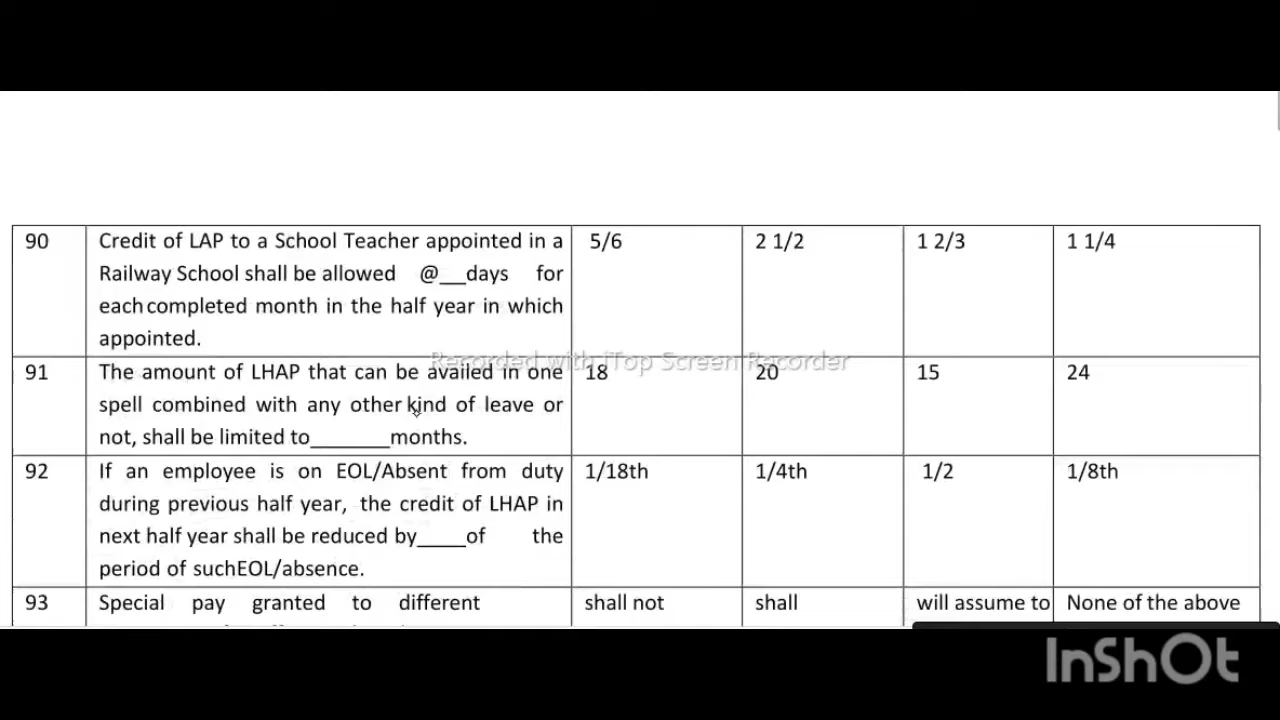 90 Credit of LAP to a School Teacher appointed in a 5/6 2 1/2 1 2/3 1 1/4
Railway School shall be allowed @__days for
each completed month in the half year in which
appointed.
Recorded with iTop Screen Recorder
91 The amount of LHAP that can be availed in one 18 20 15 24
spell combined with any other kind of leave or
not, shall be limited to_______months.
92 If an employee is on EOL/Absent from duty 1/18th 1/4th 1/2 1/8th
during previous half year, the credit of LHAP in
next half year shall be reduced by____of the
period of suchEOL/absence.
93 Special pay granted to different shall not shall will assume to None of the above
InShOt